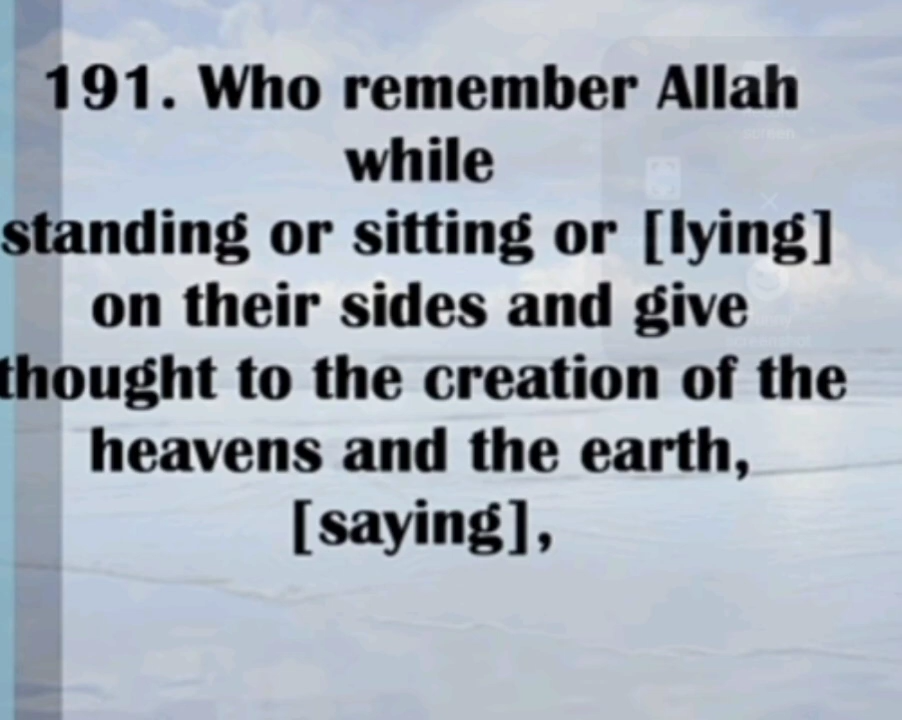 191. Who remember Allah
while
standing or sitting or [lying]
on their sides and give
thought to the creation of the
heavens and the earth,
[saying],